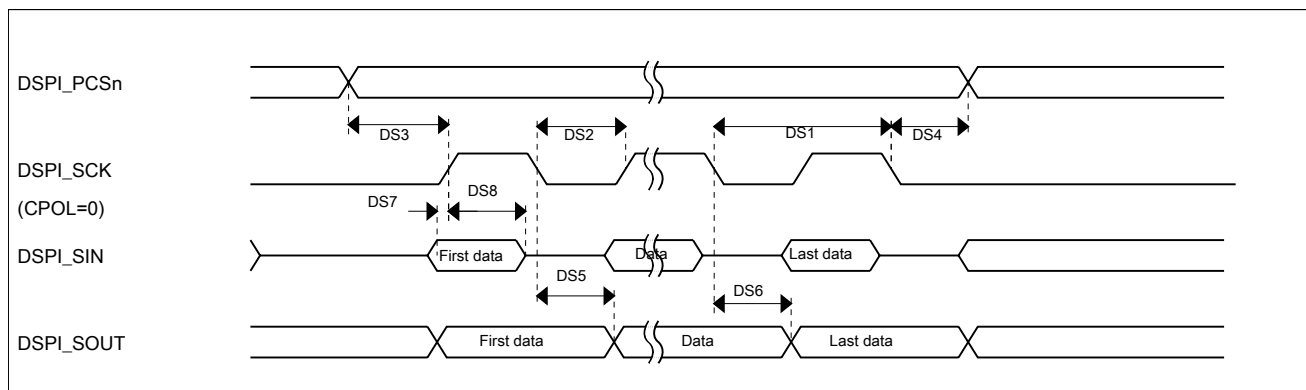 DSPI_PCSn
DS3 DS2 DS1 DS4
DSPI_SCK
(CPOL=0)
DS7 DS8
DSPI_SIN First data Data Last data
DS5 DS6
DSPI_SOUT First data Data Last data